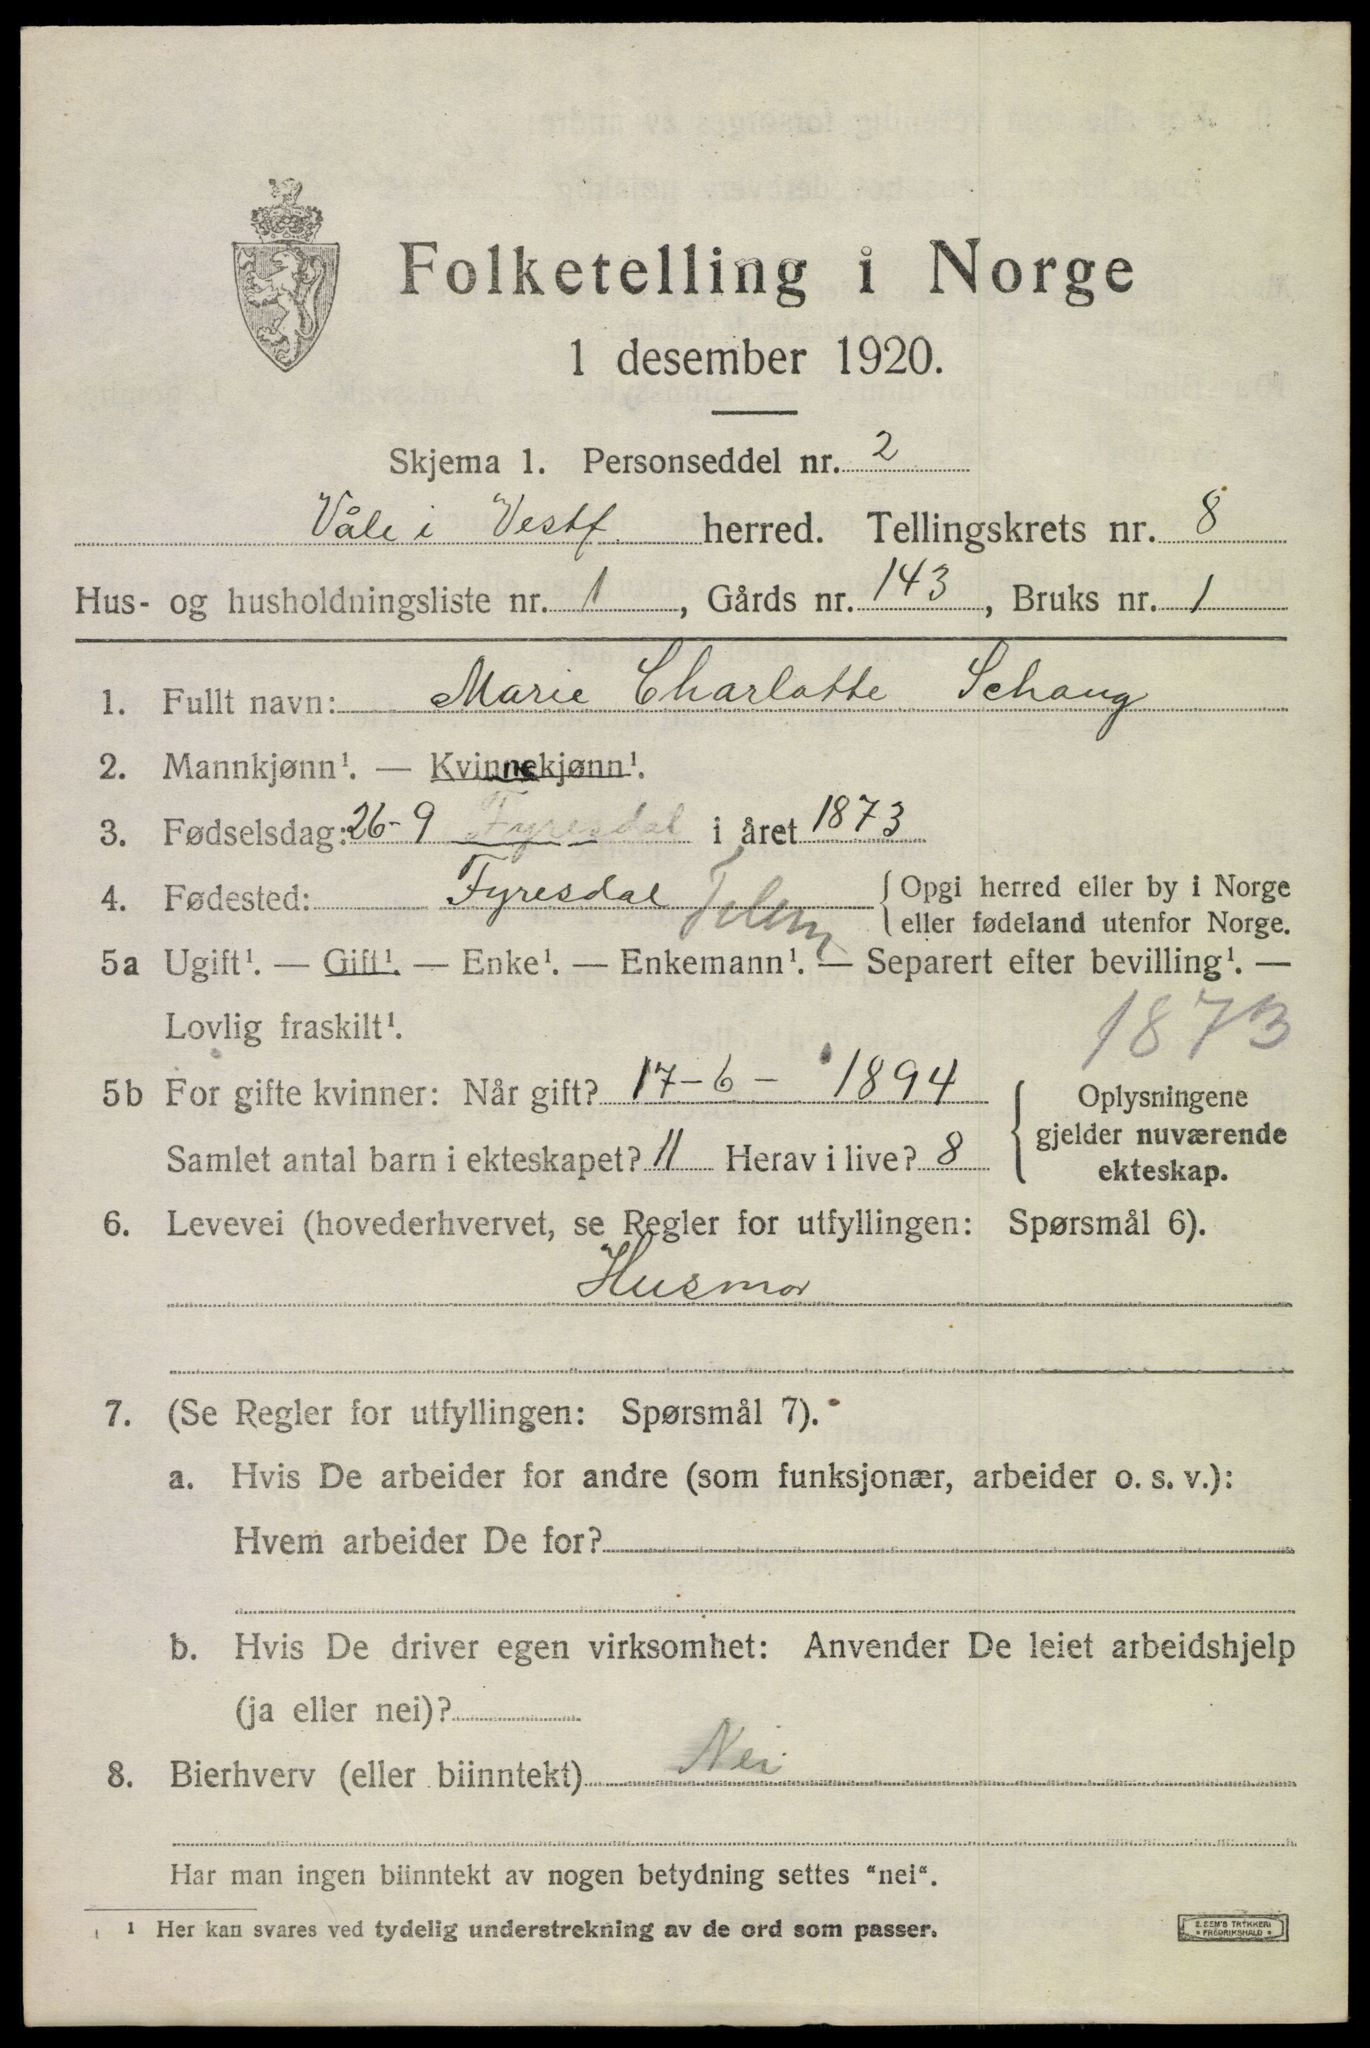 Folketelling i Norge
1 desember 1920.
Skjema 1. Personseddel nr. 2
Våle i Vestf. herred. Tellingskrets nr. 8
Hus- og husholdningsliste nr. 1, Gårds nr. 143, Bruks nr. 1
1. Fullt navn: Marie Charlotte Schaug
2. Mannkjønn¹. — Kvinnekjønn¹.
3. Fødselsdag: 26-9 Fyresdal i året 1873
4. Fødested: Fyresdal Telem { Opgi herred eller by i Norge
eller fødeland utenfor Norge.
5a Ugift¹. — Gift¹. — Enke¹. — Enkemann¹. — Separert efter bevilling¹. —
Lovlig fraskilt¹. 1873
5b For gifte kvinner: Når gift? 17-6- 1894
Samlet antal barn i ekteskapet? 11 Herav i live? 8
{ Oplysningene
gjelder nuværende
ekteskap.
6. Levevei (hovederhvervet, se Regler for utfyllingen: Spørsmål 6).
Husmor
7. (Se Regler for utfyllingen: Spørsmål 7).
a. Hvis De arbeider for andre (som funksjonær, arbeider o. s. v.):
Hvem arbeider De for?
b. Hvis De driver egen virksomhet: Anvender De leiet arbeidshjelp
(ja eller nei)?
8. Bierhverv (eller biinntekt) Nei
Har man ingen biinntekt av nogen betydning settes "nei".
¹ Her kan svares ved tydelig understrekning av de ord som passer.
E. SEM'S TRYKKERI
* FREDRIKSHALD *